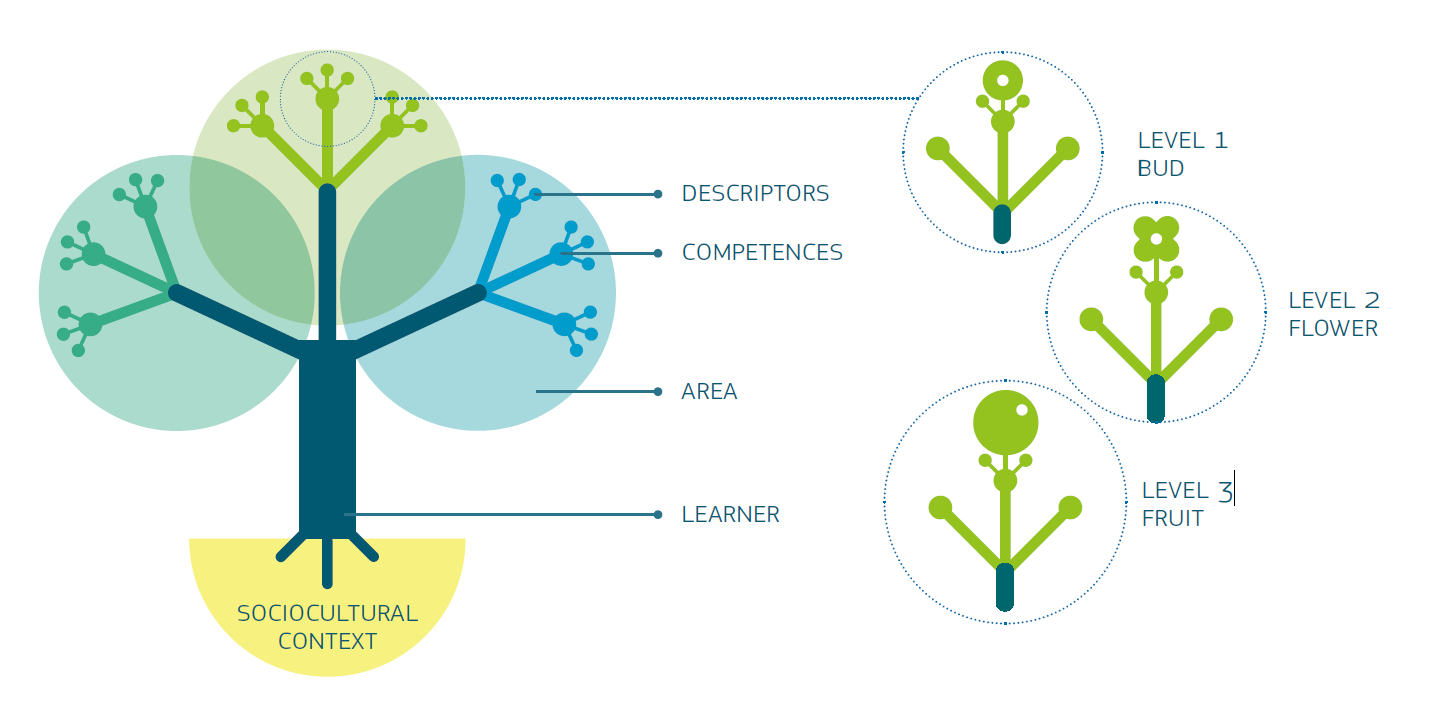 DESCRIPTORS
COMPETENCES
AREA
LEARNER
SOCIOCULTURAL
CONTEXT
LEVEL 1
BUD
LEVEL 2
FLOWER
LEVEL 3
FRUIT